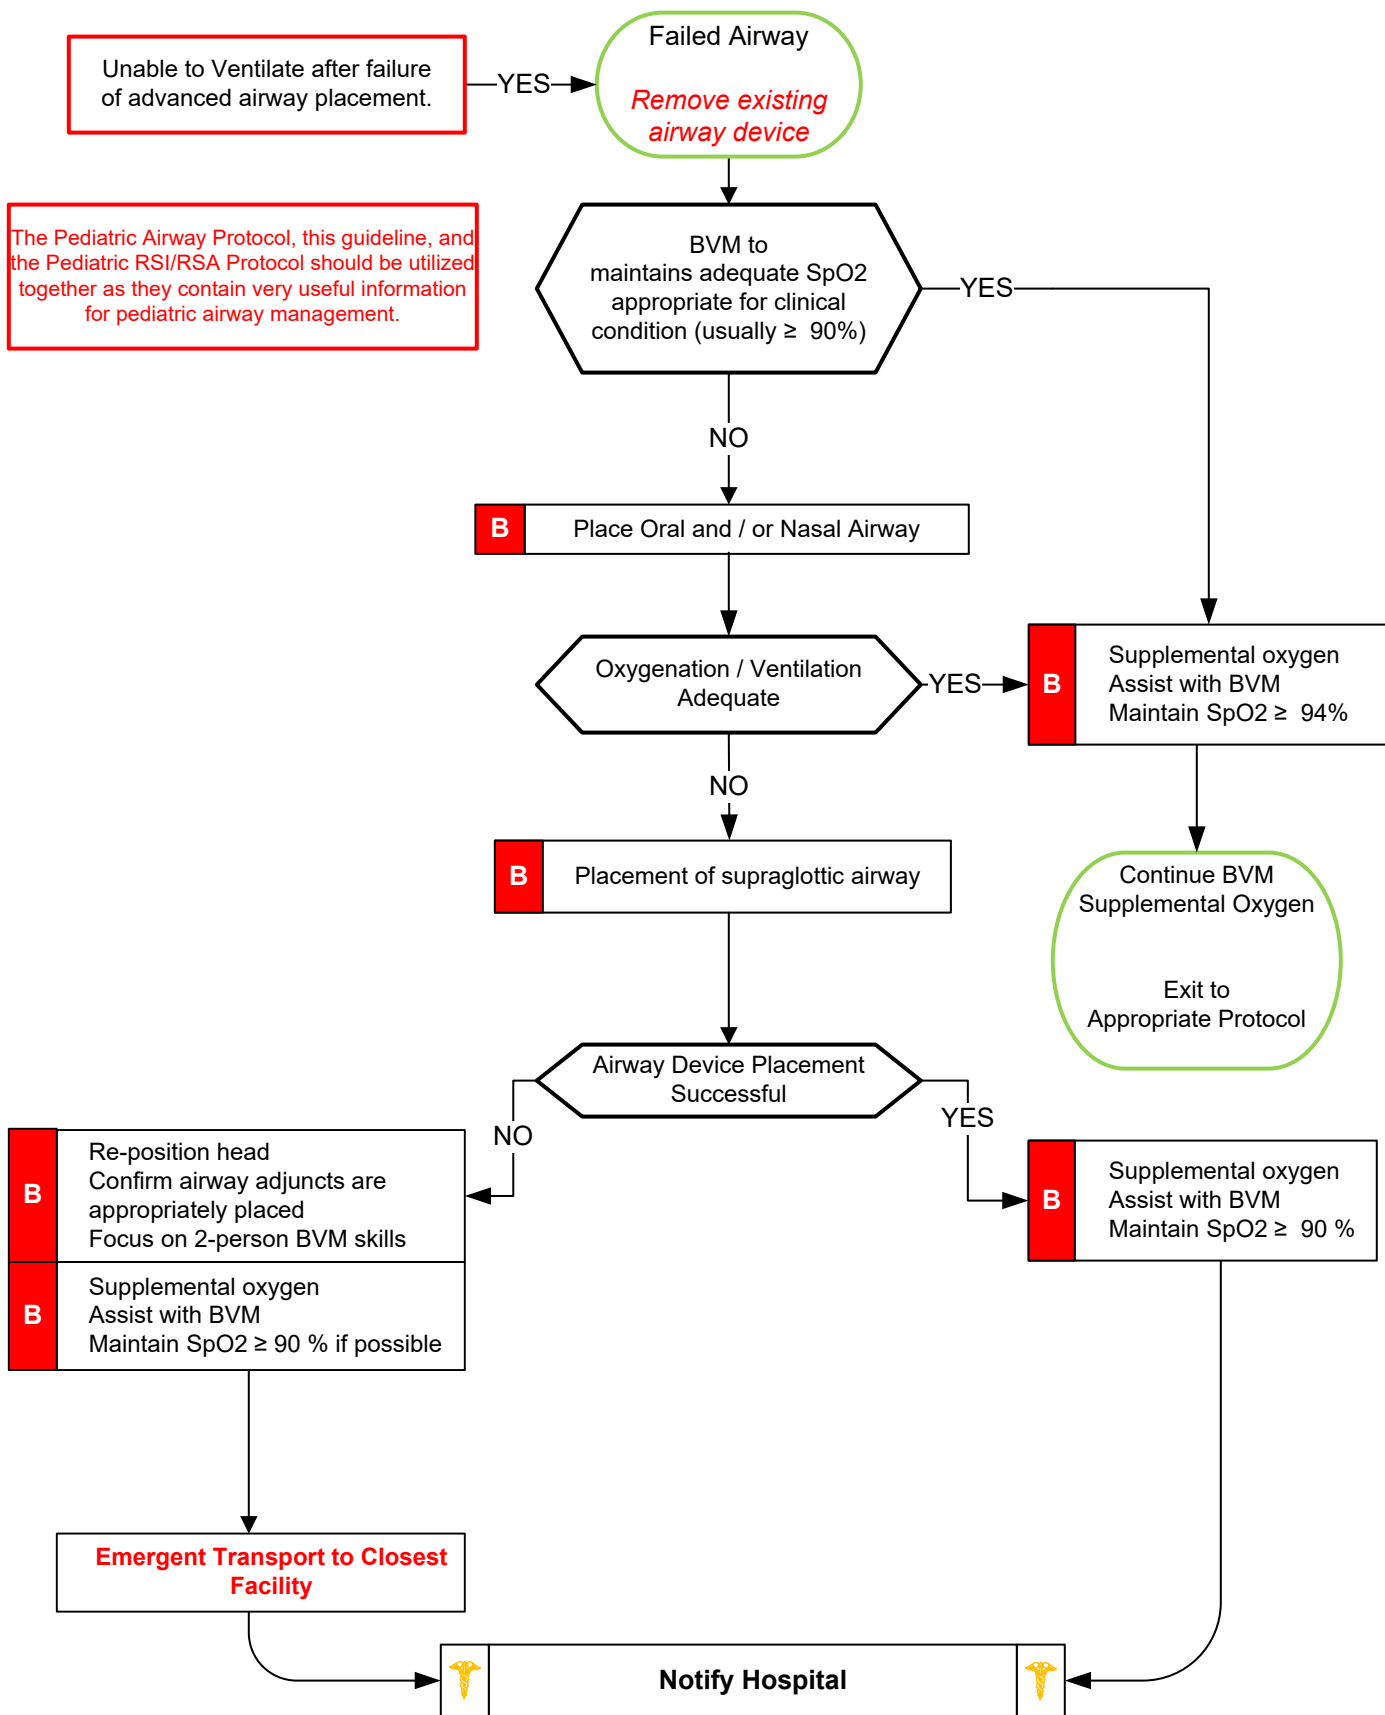 Unable to Ventilate after failure
of advanced airway placement.
YES
Failed Airway
Remove existing
airway device
The Pediatric Airway Protocol, this guideline, and
the Pediatric RSI/RSA Protocol should be utilized
together as they contain very useful information
for pediatric airway management.
BVM to
maintains adequate SpO2
appropriate for clinical
condition (usually ≥  90%)
YES
NO
B
Place Oral and / or Nasal Airway
Oxygenation / Ventilation
Adequate
YES
B
Supplemental oxygen
Assist with BVM
Maintain SpO2 ≥  94%
NO
B
Placement of supraglottic airway
Continue BVM
Supplemental Oxygen
Exit to
Appropriate Protocol
Airway Device Placement
Successful
NO
YES
B
Re-position head
Confirm airway adjuncts are
appropriately placed
Focus on 2-person BVM skills
B
Supplemental oxygen
Assist with BVM
Maintain SpO2 ≥ 90 % if possible
B
Supplemental oxygen
Assist with BVM
Maintain SpO2 ≥  90 %
Emergent Transport to Closest
Facility
Notify Hospital